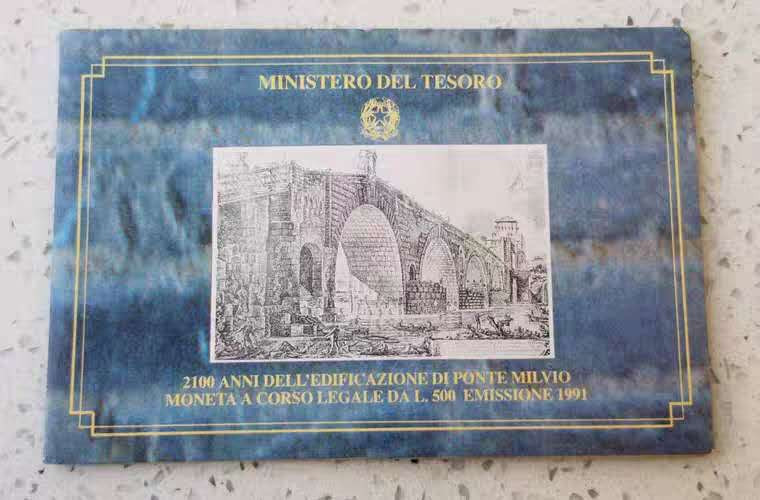 MINISTERO DEL TESORO
2100 ANNI DELL'EDIFICAZIONE DI PONTE MILVIO
MONETA A CORSO LEGALE DA L. 500 EMISSIONE 1991